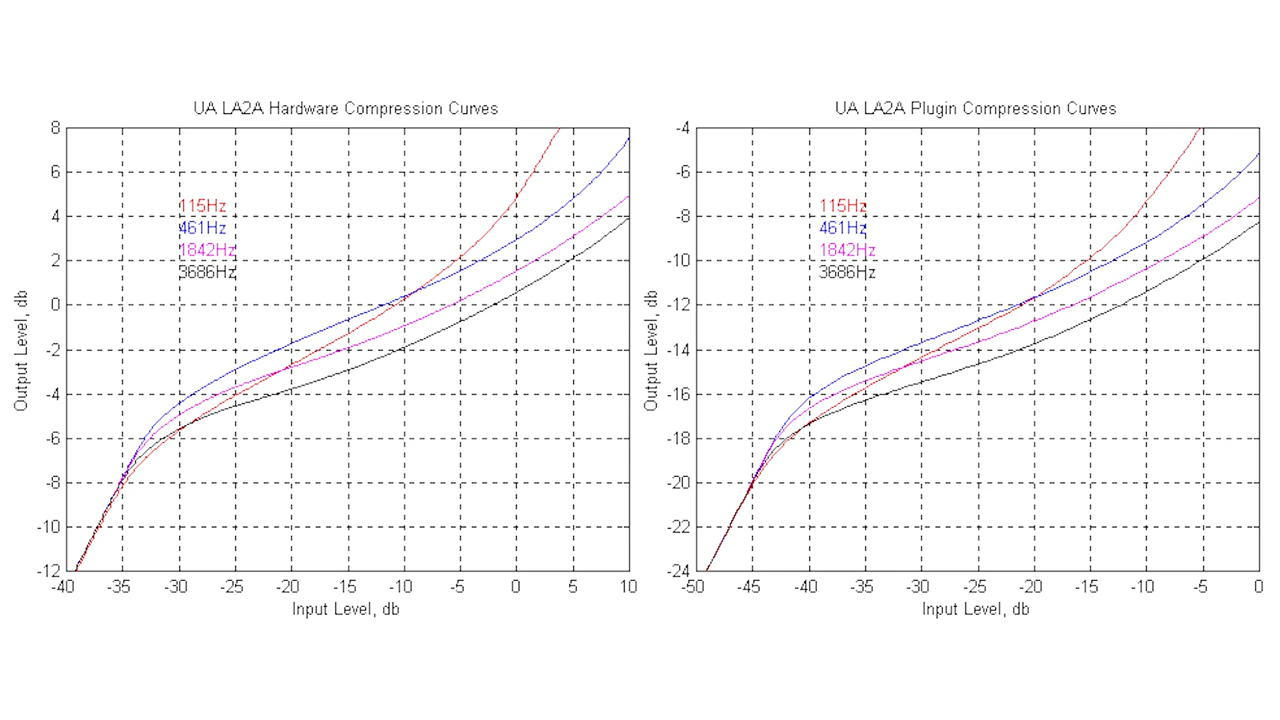 UA LA2A Hardware Compression Curves
8
6
4
2
0
-2
-4
-6
-8
-10
-12
Output Level, db
115Hz
461Hz
1842Hz
3686Hz
-40 -35 -30 -25 -20 -15 -10 -5 0 5 10
Input Level, db
UA LA2A Plugin Compression Curves
-4
-6
-8
-10
-12
-14
-16
-18
-20
-22
-24
Output Level, db
115Hz
461Hz
1842Hz
3686Hz
-50 -45 -40 -35 -30 -25 -20 -15 -10 -5 0
Input Level, db